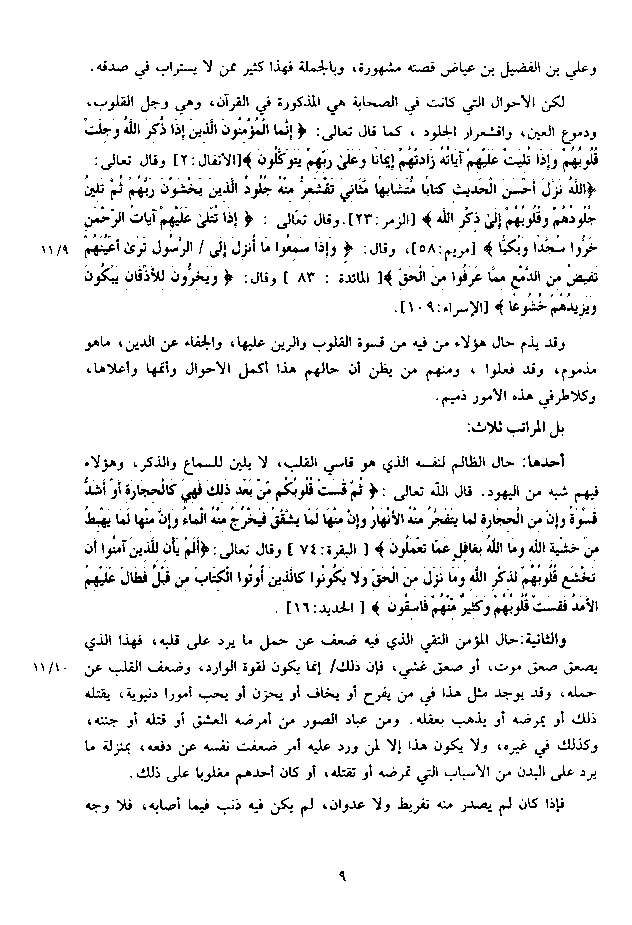 وعلي بن الفضيل بن عياض قصته مشهورة، وبالجملة فهذا كثير ممن لا يستراب في صدقه.
لكن الأحوال التي كانت في الصحابة هي المذكورة في القرآن، وهي وجل القلوب،
ودموع العين، واقشعرار الجلود ، كما قال تعالى: ﴿ إِنَّمَا الْمُؤْمِنُونَ الَّذِينَ إِذَا ذُكِرَ اللَّهُ وَجِلَتْ
قُلُوبُهُمْ وَإِذَا تُلِيَتْ عَلَيْهِمْ آيَاتُهُ زَادَتْهُمْ إِيمَانًا وَعَلَىٰ رَبِّهِمْ يَتَوَكَّلُونَ ﴾[الأنفال:٢] وقال تعالى:
﴿اللَّهُ نَزَّلَ أَحْسَنَ الْحَدِيثِ كِتَابًا مُّتَشَابِهًا مَّثَانِيَ تَقْشَعِرُّ مِنْهُ جُلُودُ الَّذِينَ يَخْشَوْنَ رَبَّهُمْ ثُمَّ تَلِينُ
جُلُودُهُمْ وَقُلُوبُهُمْ إِلَىٰ ذِكْرِ اللَّهِ ﴾ [الزمر:٢٣].وقال تعالى : ﴿ إِذَا تُتْلَىٰ عَلَيْهِمْ آيَاتُ الرَّحْمَٰنِ
خَرُّوا سُجَّدًا وَبُكِيًّا ﴾ [مريم:٥٨]، وقال: ﴿ وَإِذَا سَمِعُوا مَا أُنزِلَ إِلَى / الرَّسُولِ تَرَىٰ أَعْيُنَهُمْ ١١/٩
تَفِيضُ مِنَ الدَّمْعِ مِمَّا عَرَفُوا مِنَ الْحَقِّ ﴾[ المائدة : ٨٣ ] وقال: ﴿ وَيَخِرُّونَ لِلْأَذْقَانِ يَبْكُونَ
وَيَزِيدُهُمْ خُشُوعًا ﴾ [الإسراء:١٠٩].
وقد يذم حال هؤلاء من فيه من قسوة القلوب والرين عليها، والجفاء عن الدين، ماهو
مذموم، وقد فعلوا ، ومنهم من يظن أن حالهم هذا أكمل الأحوال وأتمها وأعلاها،
وكلاطرفي هذه الأمور ذميم.
بل المراتب ثلاث:
أحدها: حال الظالم لنفسه الذي هو قاسي القلب، لا يلين للسماع والذكر، وهؤلاء
فيهم شبه من اليهود. قال الله تعالى :﴿ ثُمَّ قَسَتْ قُلُوبُكُم مِّنْ بَعْدِ ذَلِكَ فَهِيَ كَالْحِجَارَةِ أَوْ أَشَدُّ
قَسْوَةً وَإِنَّ مِنَ الْحِجَارَةِ لَمَا يَتَفَجَّرُ مِنْهُ الأَنْهَارُ وَإِنَّ مِنْهَا لَمَا يَشَّقَّقُ فَيَخْرُجُ مِنْهُ الْمَاءُ وَإِنَّ مِنْهَا لَمَا يَهْبِطُ
مِنْ خَشْيَةِ اللَّهِ وَمَا اللَّهُ بِغَافِلٍ عَمَّا تَعْمَلُونَ ﴾ [ البقرة:٧٤ ] وقال تعالى:﴿أَلَمْ يَأْنِ لِلَّذِينَ آمَنُوا أَن
تَخْشَعَ قُلُوبُهُمْ لِذِكْرِ اللَّهِ وَمَا نَزَلَ مِنَ الْحَقِّ وَلا يَكُونُوا كَالَّذِينَ أُوتُوا الْكِتَابَ مِن قَبْلُ فَطَالَ عَلَيْهِمُ
الأَمَدُ فَقَسَتْ قُلُوبُهُمْ وَكَثِيرٌ مِّنْهُمْ فَاسِقُونَ ﴾ [ الحديد:١٦] .
والثانية:حال المؤمن التقي الذي فيه ضعف عن حمل ما يرد على قلبه، فهذا الذي
يصعق صعق موت، أو صعق غشي، فإن ذلك/ إنما يكون لقوة الوارد، وضعف القلب عن ١١/١٠
حمله، وقد يوجد مثل هذا في من يفرح أو يخاف أو يحزن أو يحب أمورا دنيوية، يقتله
ذلك أو يمرضه أو يذهب بعقله. ومن عباد الصور من أمرضه العشق أو قتله أو جننه،
وكذلك في غيره، ولا يكون هذا إلا لمن ورد عليه أمر ضعفت نفسه عن دفعه، بمنزلة ما
يرد على البدن من الأسباب التي تمرضه أو تقتله، أو كان أحدهم مغلوبا على ذلك.
فإذا كان لم يصدر منه تفريط ولا عدوان، لم يكن فيه ذنب فيما أصابه، فلا وجه
٩